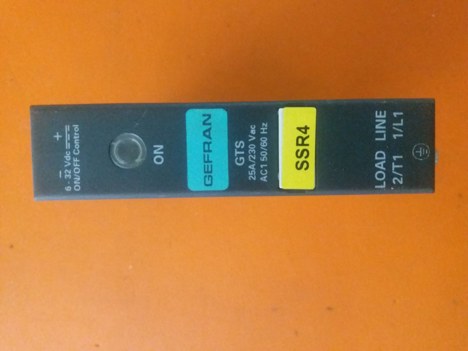 + −
6 - 32 Vdc
ON/OFF Control
ON
GEFRAN
GTS
25A/230 Vac
AC1 50/60 Hz
SSR4
LOAD LINE
2/T1 1/L1